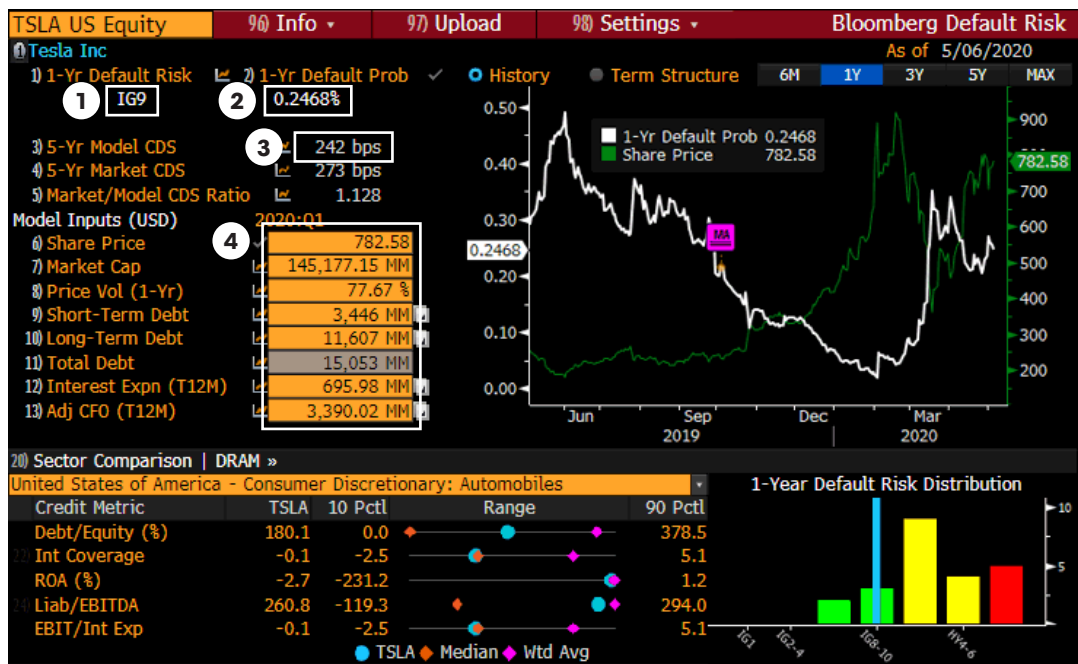 TSLA US Equity 96) Info 97) Upload 98) Settings Bloomberg Default Risk
Tesla Inc As of 5/06/2020
1) 1-Yr Default Risk 2) 1-Yr Default Prob History Term Structure 6M 1Y 3Y 5Y MAX
1 IG9 2 0.2468%
3) 5-Yr Model CDS 3 242 bps
4) 5-Yr Market CDS 273 bps
5) Market/Model CDS Ratio 1.128
Model Inputs (USD) 2020:Q1
4
6) Share Price 782.58
7) Market Cap 145,177.15 MM
8) Price Vol (1-Yr) 77.67 %
9) Short-Term Debt 3,446 MM
10) Long-Term Debt 11,607 MM
11) Total Debt 15,053 MM
12) Interest Expn (T12M) 695.98 MM
13) Adj CFO (T12M) 3,390.02 MM
1-Yr Default Prob 0.2468
Share Price 782.58
0.50
0.40
0.30
0.2468
0.20
0.10
0.00
MA
900
782.58
700
600
500
400
300
200
Jun Sep Dec Mar
2019 2020
20) Sector Comparison | DRAM »
United States of America - Consumer Discretionary: Automobiles 1-Year Default Risk Distribution
Credit Metric TSLA 10 Pctl Range 90 Pctl
Debt/Equity (%) 180.1 0.0 378.5
22) Int Coverage -0.1 -2.5 5.1
ROA (%) -2.7 -231.2 1.2
24) Liab/EBITDA 260.8 -119.3 294.0
EBIT/Int Exp -0.1 -2.5 5.1
TSLA Median Wtd Avg
10
5
IG1 IG2-4 IG8-10 HY4-6